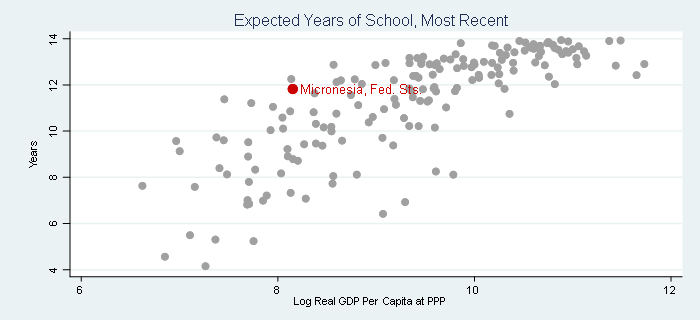 Expected Years of School, Most Recent
14
12
10
8
6
4
Years
Micronesia, Fed. Sts.
6
8
10
12
Log Real GDP Per Capita at PPP